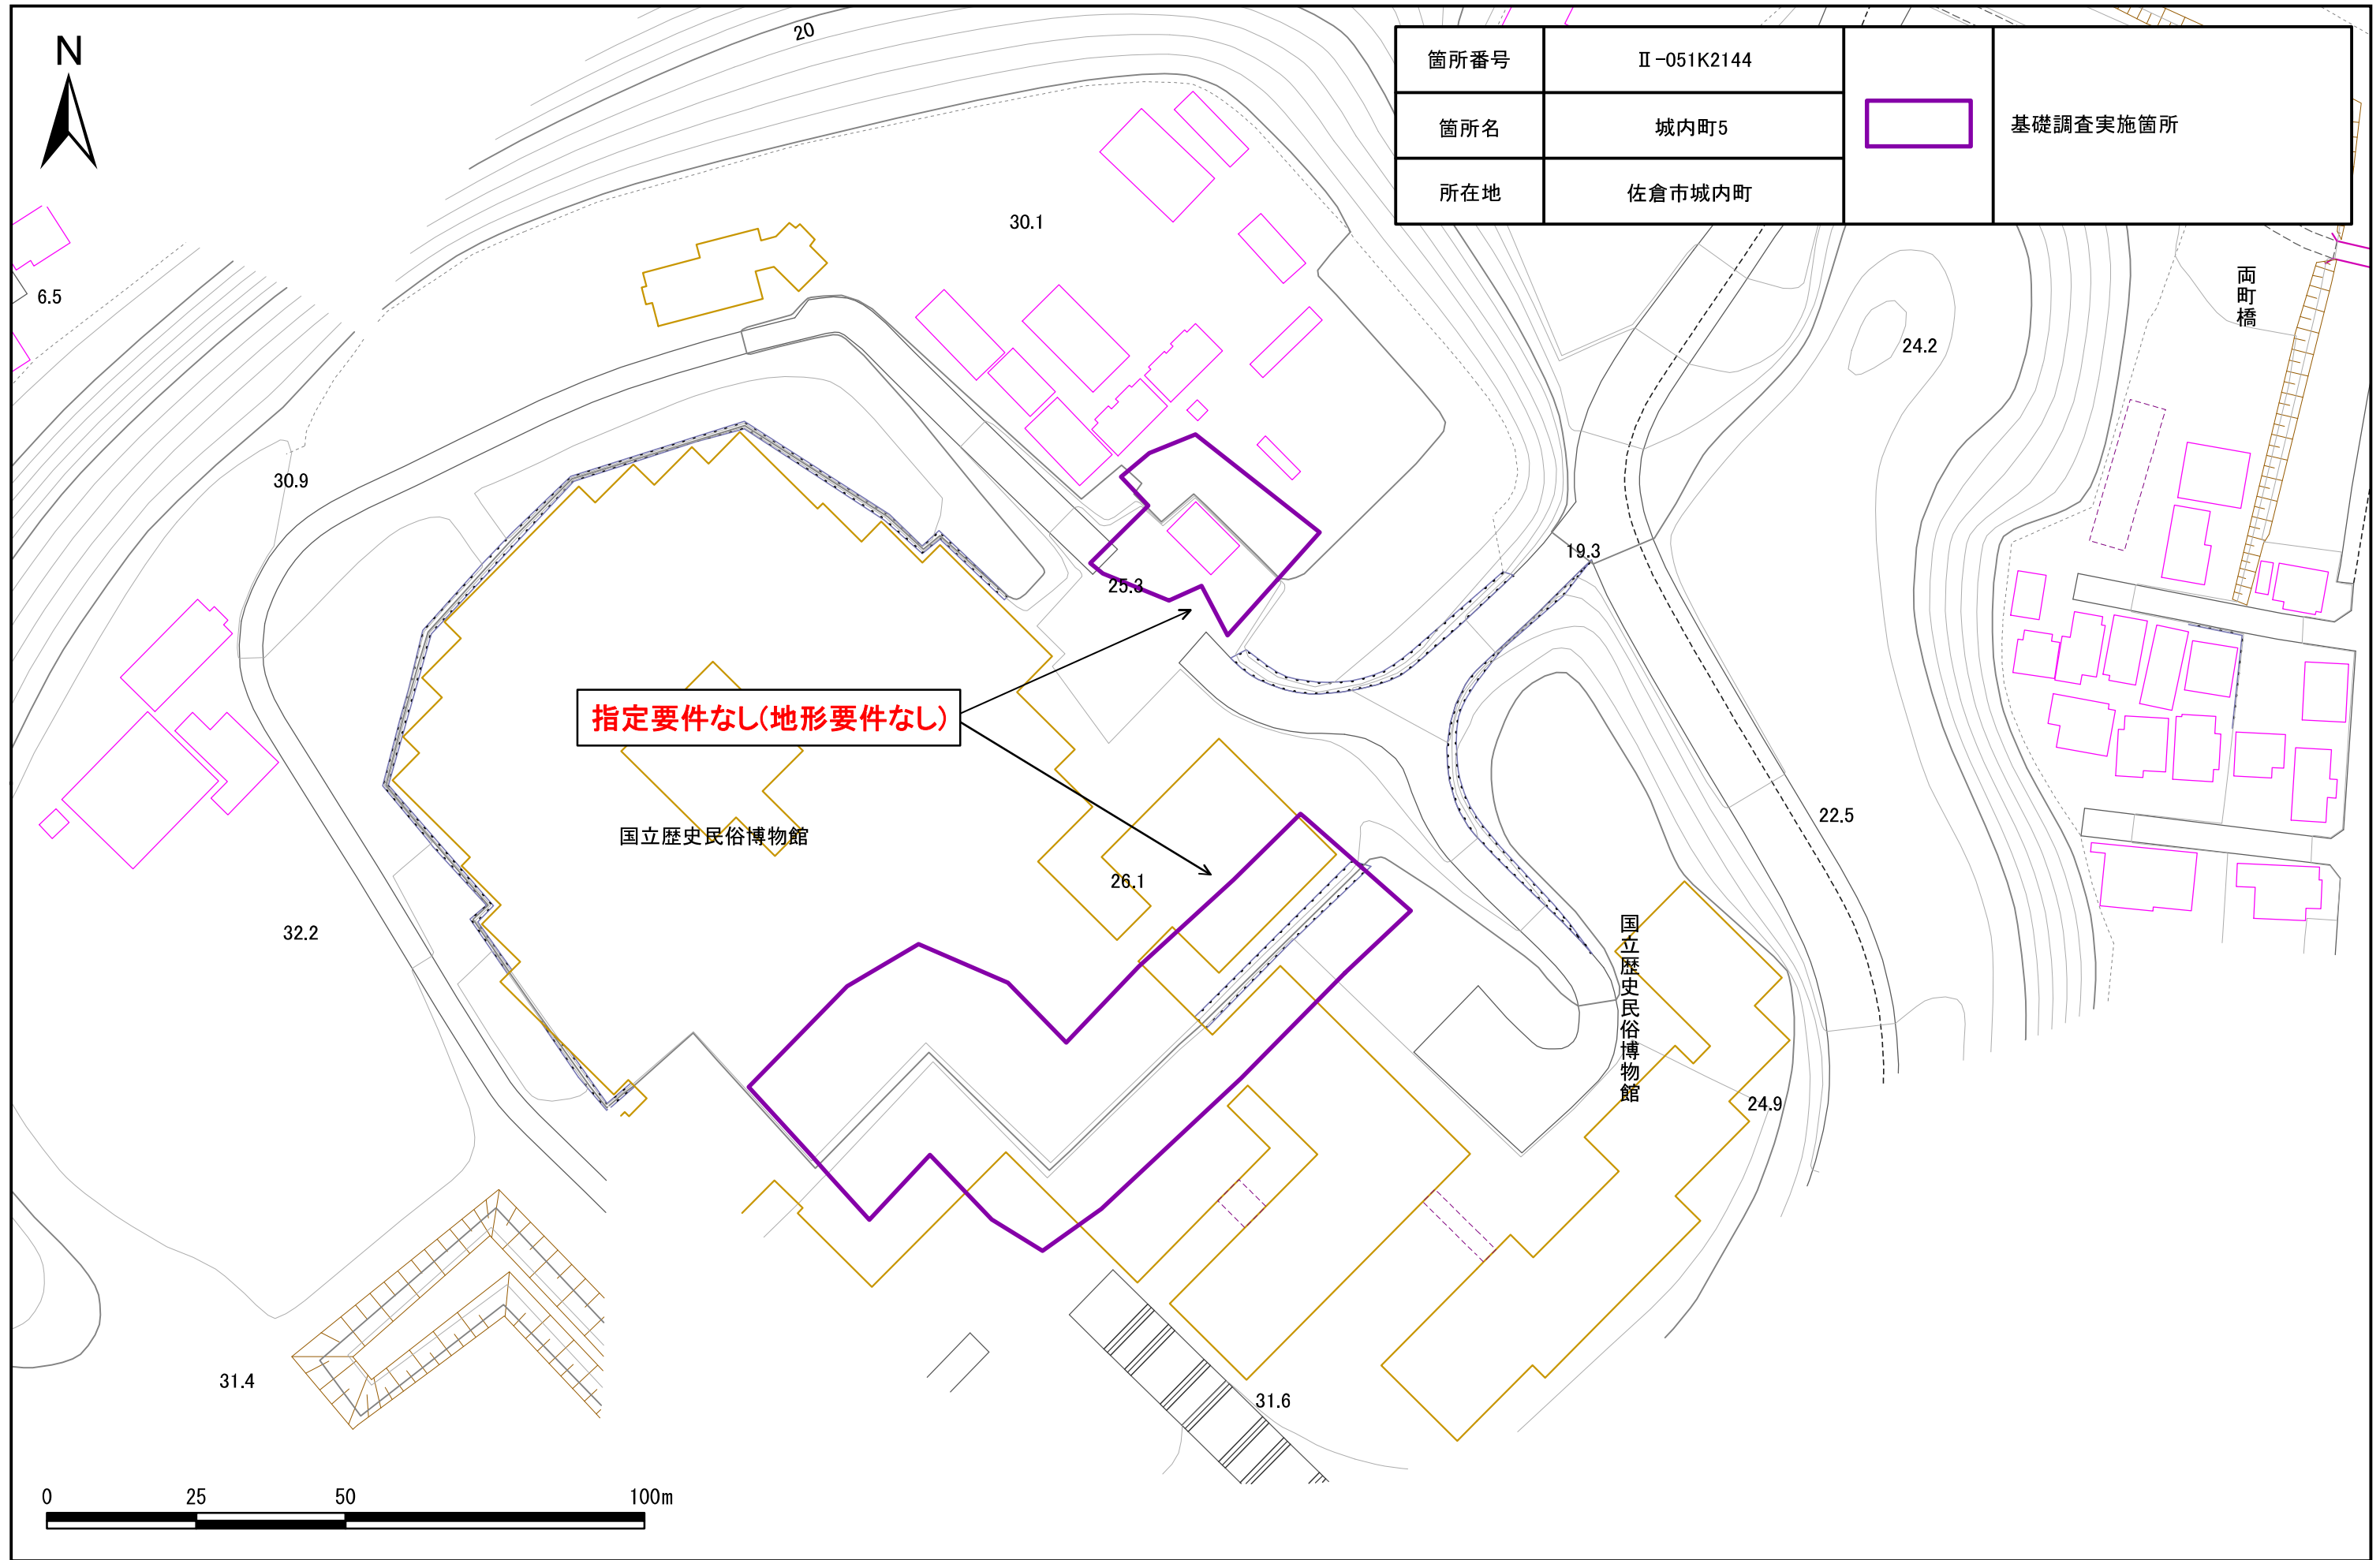 N
20
箇所番号 Ⅱ-051K2144
箇所名 城内町5
所在地 佐倉市城内町
基礎調査実施箇所
30.1
6.5
両町橋
24.2
30.9
19.3
25.3
指定要件なし(地形要件なし)
22.5
国立歴史民俗博物館
26.1
32.2
国立歴史民俗博物館
24.9
31.4
31.6
0 25 50 100m